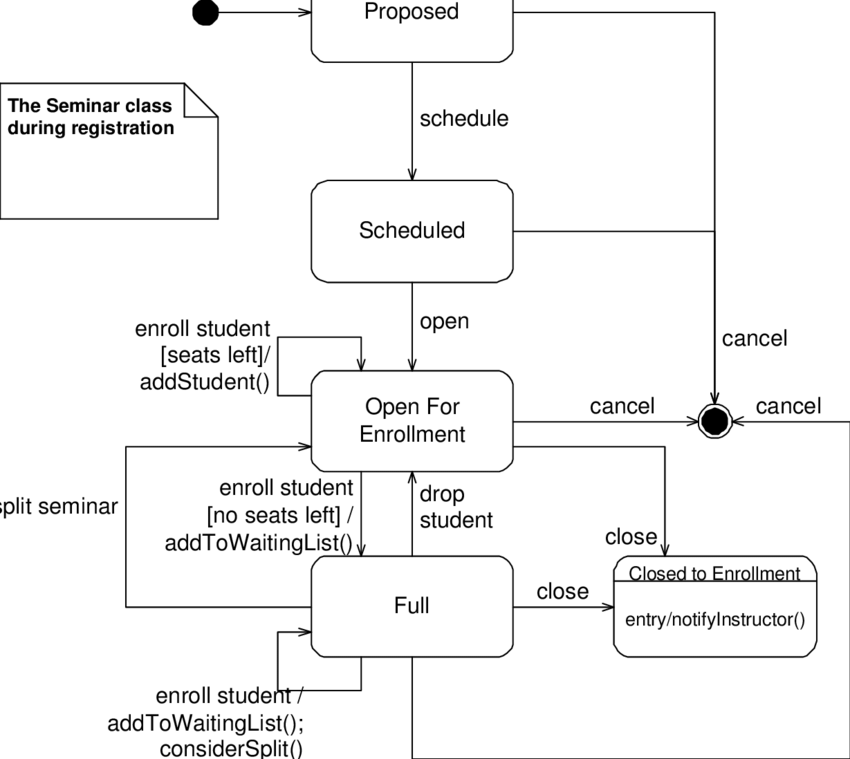 Proposed
The Seminar class
during registration
schedule
Scheduled
enroll student
[seats left]/
addStudent()
open
cancel
Open For
Enrollment
cancel
cancel
split seminar
enroll student
[no seats left] /
addToWaitingList()
drop
student
close
Closed to Enrollment
entry/notifyInstructor()
Full
close
enroll student /
addToWaitingList();
considerSplit()